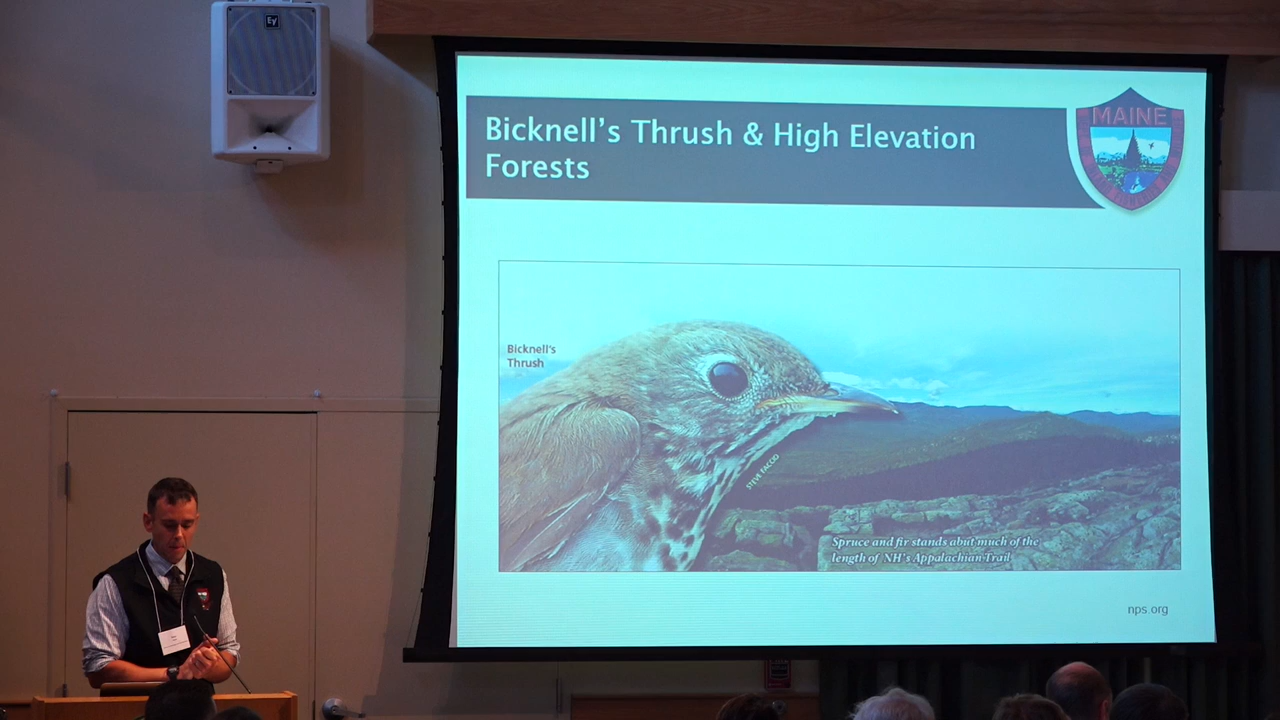 EV
Bicknell's Thrush & High Elevation
Forests
MAINE
Bicknell's
Thrush
STEVE FACCIO
Spruce and fir stands abut much of the
length of NH's Appalachian Trail
nps.org